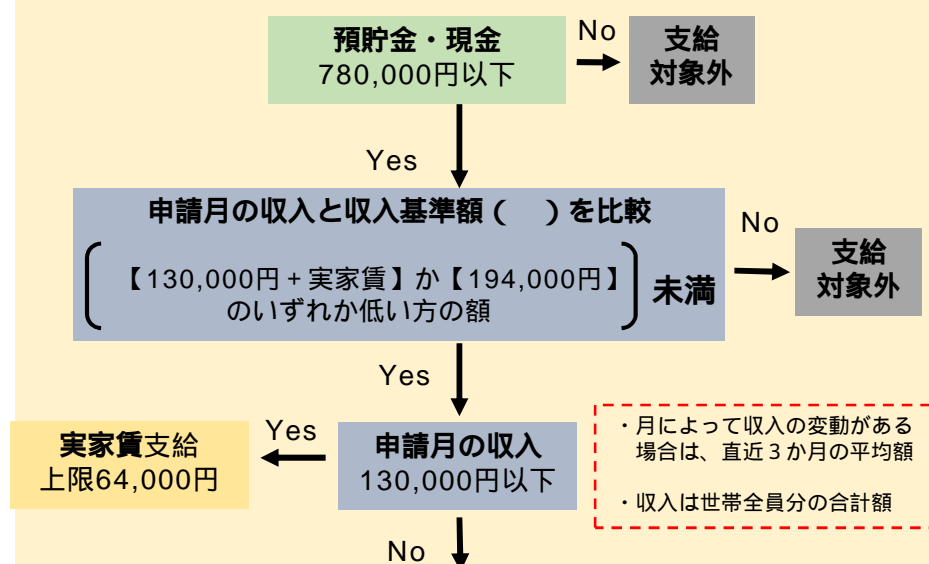 預貯金・現金
780,000円以下
No
支給
対象外
Yes
申請月の収入と収入基準額(　)を比較
【130,000円+実家賃】か【194,000円】
のいずれか低い方の額
未満
No
支給
対象外
Yes
申請月の収入
130,000円以下
Yes
実家賃支給
上限64,000円
・月によって収入の変動がある
場合は、直近3か月の平均額
・収入は世帯全員分の合計額
No